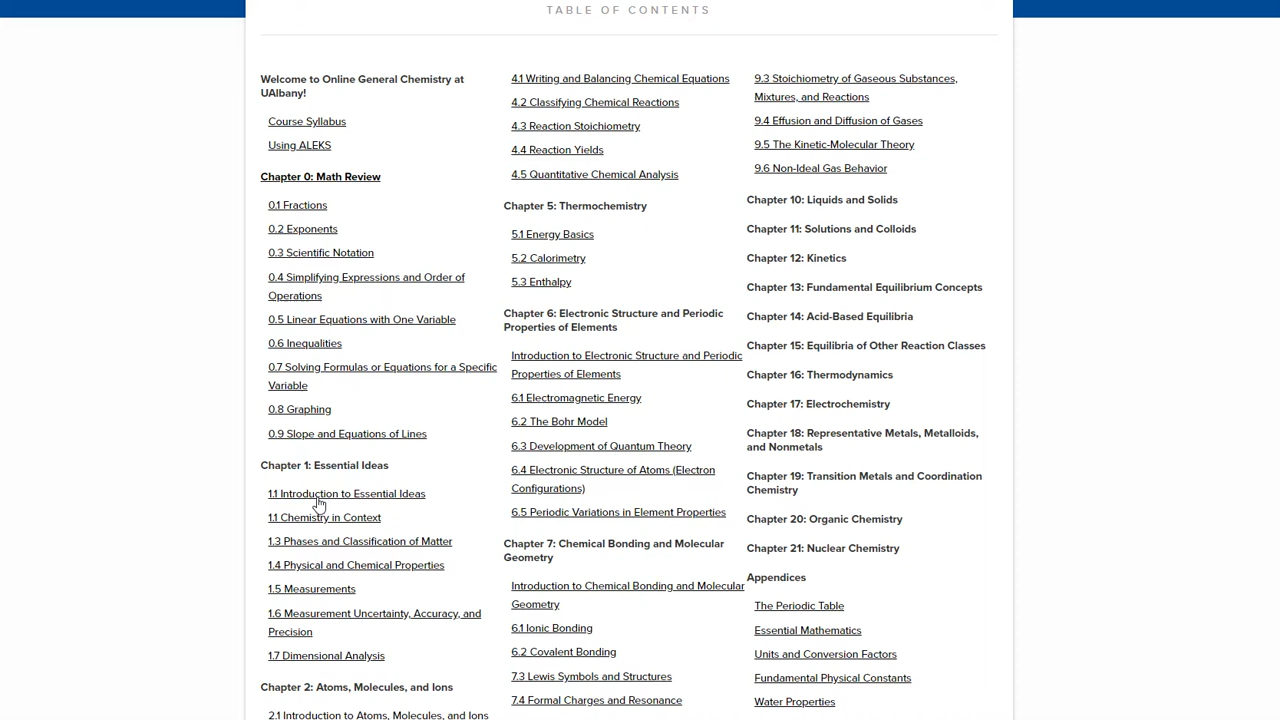 TABLE OF CONTENTS
Welcome to Online General Chemistry at
UAlbany!
Course Syllabus
Using ALEKS
Chapter 0: Math Review
0.1 Fractions
0.2 Exponents
0.3 Scientific Notation
0.4 Simplifying Expressions and Order of
Operations
0.5 Linear Equations with One Variable
0.6 Inequalities
0.7 Solving Formulas or Equations for a Specific
Variable
0.8 Graphing
0.9 Slope and Equations of Lines
Chapter 1: Essential Ideas
1.1 Introduction to Essential Ideas
1.1 Chemistry in Context
1.3 Phases and Classification of Matter
1.4 Physical and Chemical Properties
1.5 Measurements
1.6 Measurement Uncertainty, Accuracy, and
Precision
1.7 Dimensional Analysis
Chapter 2: Atoms, Molecules, and Ions
2.1 Introduction to Atoms, Molecules, and Ions
4.1 Writing and Balancing Chemical Equations
4.2 Classifying Chemical Reactions
4.3 Reaction Stoichiometry
4.4 Reaction Yields
4.5 Quantitative Chemical Analysis
Chapter 5: Thermochemistry
5.1 Energy Basics
5.2 Calorimetry
5.3 Enthalpy
Chapter 6: Electronic Structure and Periodic
Properties of Elements
Introduction to Electronic Structure and Periodic
Properties of Elements
6.1 Electromagnetic Energy
6.2 The Bohr Model
6.3 Development of Quantum Theory
6.4 Electronic Structure of Atoms (Electron
Configurations)
6.5 Periodic Variations in Element Properties
Chapter 7: Chemical Bonding and Molecular
Geometry
Introduction to Chemical Bonding and Molecular
Geometry
6.1 Ionic Bonding
6.2 Covalent Bonding
7.3 Lewis Symbols and Structures
7.4 Formal Charges and Resonance
9.3 Stoichiometry of Gaseous Substances,
Mixtures, and Reactions
9.4 Effusion and Diffusion of Gases
9.5 The Kinetic-Molecular Theory
9.6 Non-Ideal Gas Behavior
Chapter 10: Liquids and Solids
Chapter 11: Solutions and Colloids
Chapter 12: Kinetics
Chapter 13: Fundamental Equilibrium Concepts
Chapter 14: Acid-Based Equilibria
Chapter 15: Equilibria of Other Reaction Classes
Chapter 16: Thermodynamics
Chapter 17: Electrochemistry
Chapter 18: Representative Metals, Metalloids,
and Nonmetals
Chapter 19: Transition Metals and Coordination
Chemistry
Chapter 20: Organic Chemistry
Chapter 21: Nuclear Chemistry
Appendices
The Periodic Table
Essential Mathematics
Units and Conversion Factors
Fundamental Physical Constants
Water Properties